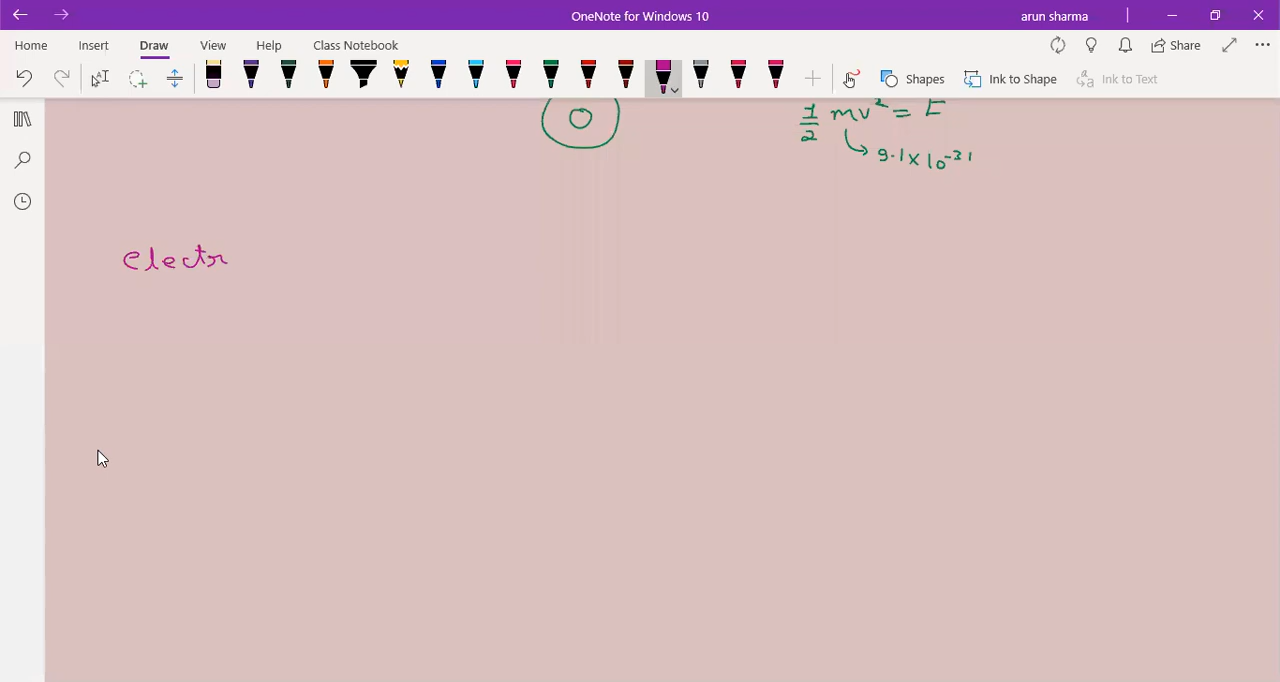 OneNote for Windows 10
arun sharma
Home Insert Draw View Help Class Notebook
Share
Shapes Ink to Shape Ink to Text
1/2 mv² = E
9.1×10⁻³¹
electr